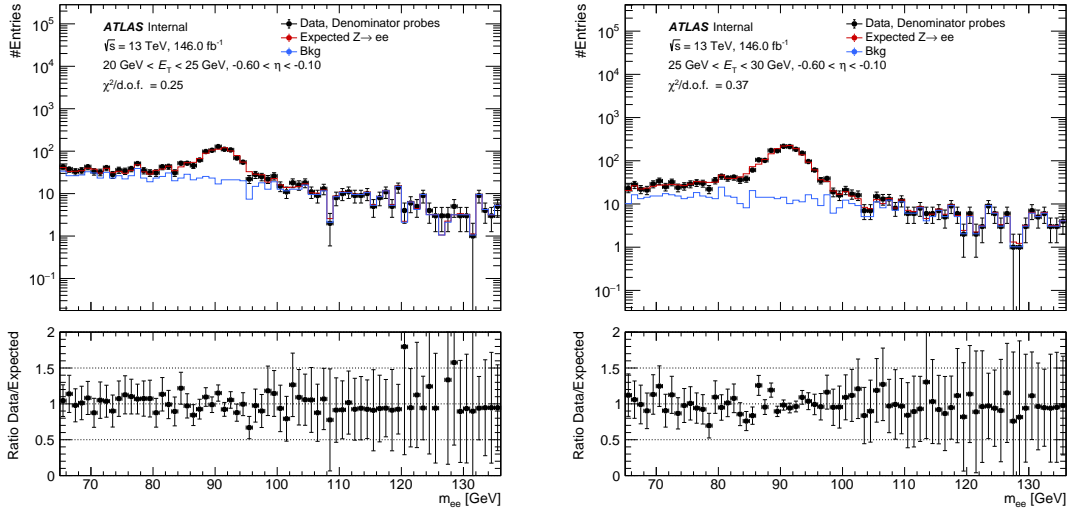 #Entries
ATLAS Internal
√s = 13 TeV, 146.0 fb⁻¹
20 GeV < E_T < 25 GeV, -0.60 < η < -0.10
χ²/d.o.f. = 0.25
Data, Denominator probes
Expected Z→ ee
Bkg
10⁵
10⁴
10³
10²
10
1
10⁻¹
Ratio Data/Expected
2
1.5
1
0.5
0
70 80 90 100 110 120 130
m_ee [GeV]
#Entries
ATLAS Internal
√s = 13 TeV, 146.0 fb⁻¹
25 GeV < E_T < 30 GeV, -0.60 < η < -0.10
χ²/d.o.f. = 0.37
Data, Denominator probes
Expected Z→ ee
Bkg
10⁵
10⁴
10³
10²
10
1
10⁻¹
Ratio Data/Expected
2
1.5
1
0.5
0
70 80 90 100 110 120 130
m_ee [GeV]